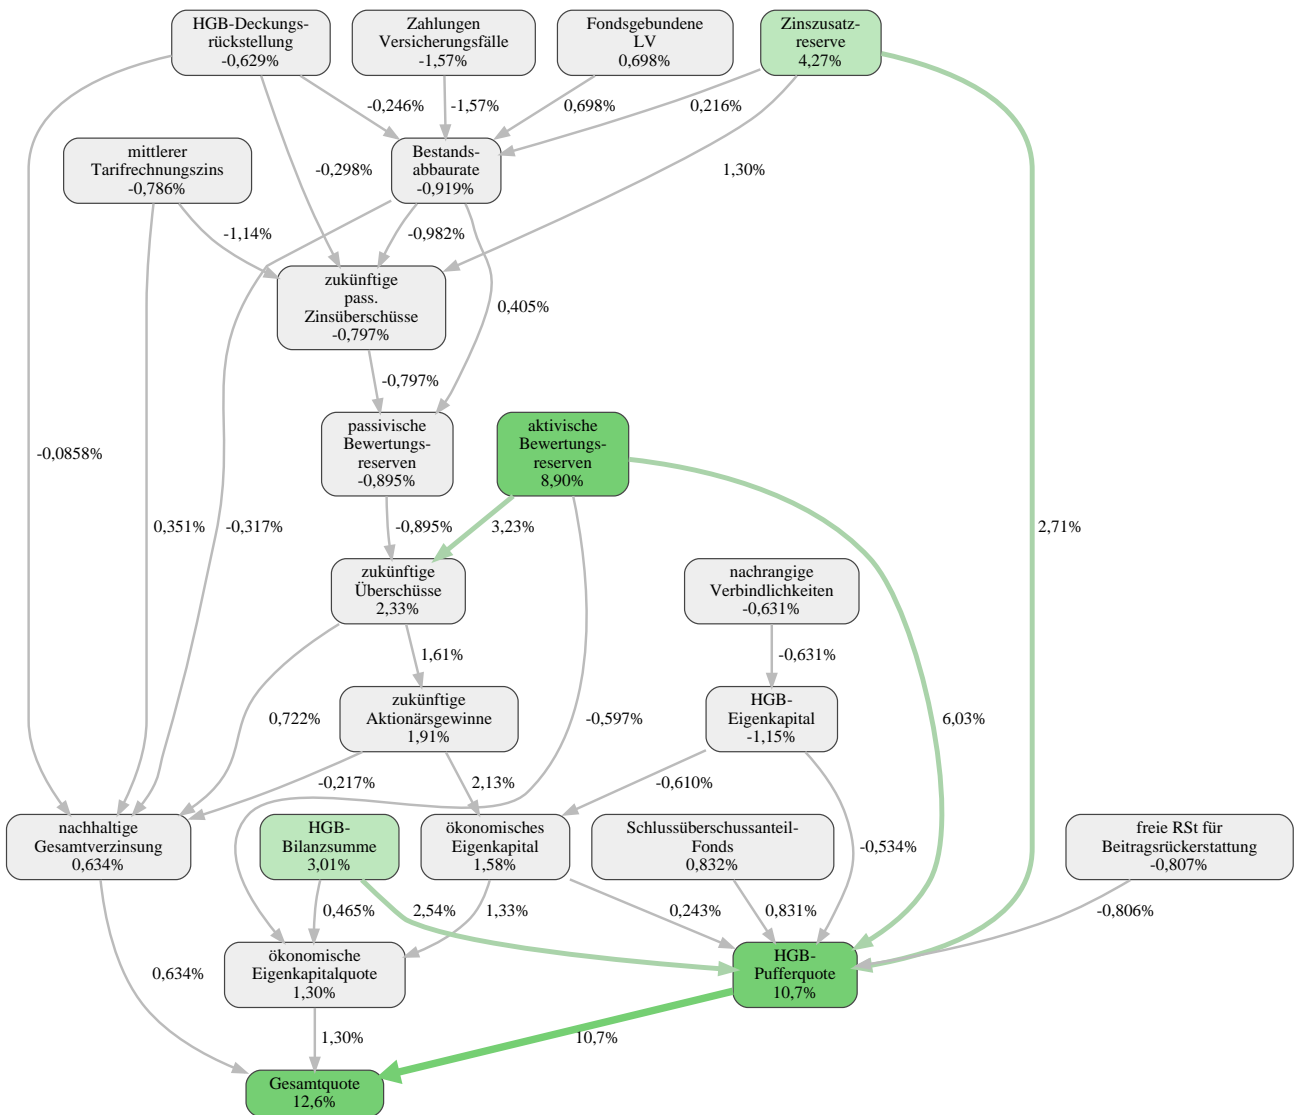 HGB-Deckungs-
rückstellung
-0,629%
Zahlungen
Versicherungsfälle
-1,57%
Fondsgebundene
LV
0,698%
Zinszusatz-
reserve
4,27%
-0,246%
-1,57%
0,698%
0,216%
mittlerer
Tarifrechnungszins
-0,786%
Bestands-
abbaurate
-0,919%
-0,298%
1,30%
-1,14%
-0,982%
zukünftige
pass.
Zinsüberschüsse
-0,797%
0,405%
-0,797%
passivische
Bewertungs-
reserven
-0,895%
aktivische
Bewertungs-
reserven
8,90%
-0,0858%
0,351%
-0,317%
-0,895%
3,23%
2,71%
zukünftige
Überschüsse
2,33%
nachrangige
Verbindlichkeiten
-0,631%
1,61%
-0,631%
zukünftige
Aktionärsgewinne
1,91%
HGB-
Eigenkapital
-1,15%
0,722%
-0,597%
6,03%
-0,217%
2,13%
-0,610%
nachhaltige
Gesamtverzinsung
0,634%
HGB-
Bilanzsumme
3,01%
ökonomisches
Eigenkapital
1,58%
Schlussüberschussanteil-
Fonds
0,832%
-0,534%
freie RSt für
Beitragsrückerstattung
-0,807%
0,465%
2,54%
1,33%
0,243%
0,831%
-0,806%
0,634%
ökonomische
Eigenkapitalquote
1,30%
HGB-
Pufferquote
10,7%
1,30%
10,7%
Gesamtquote
12,6%